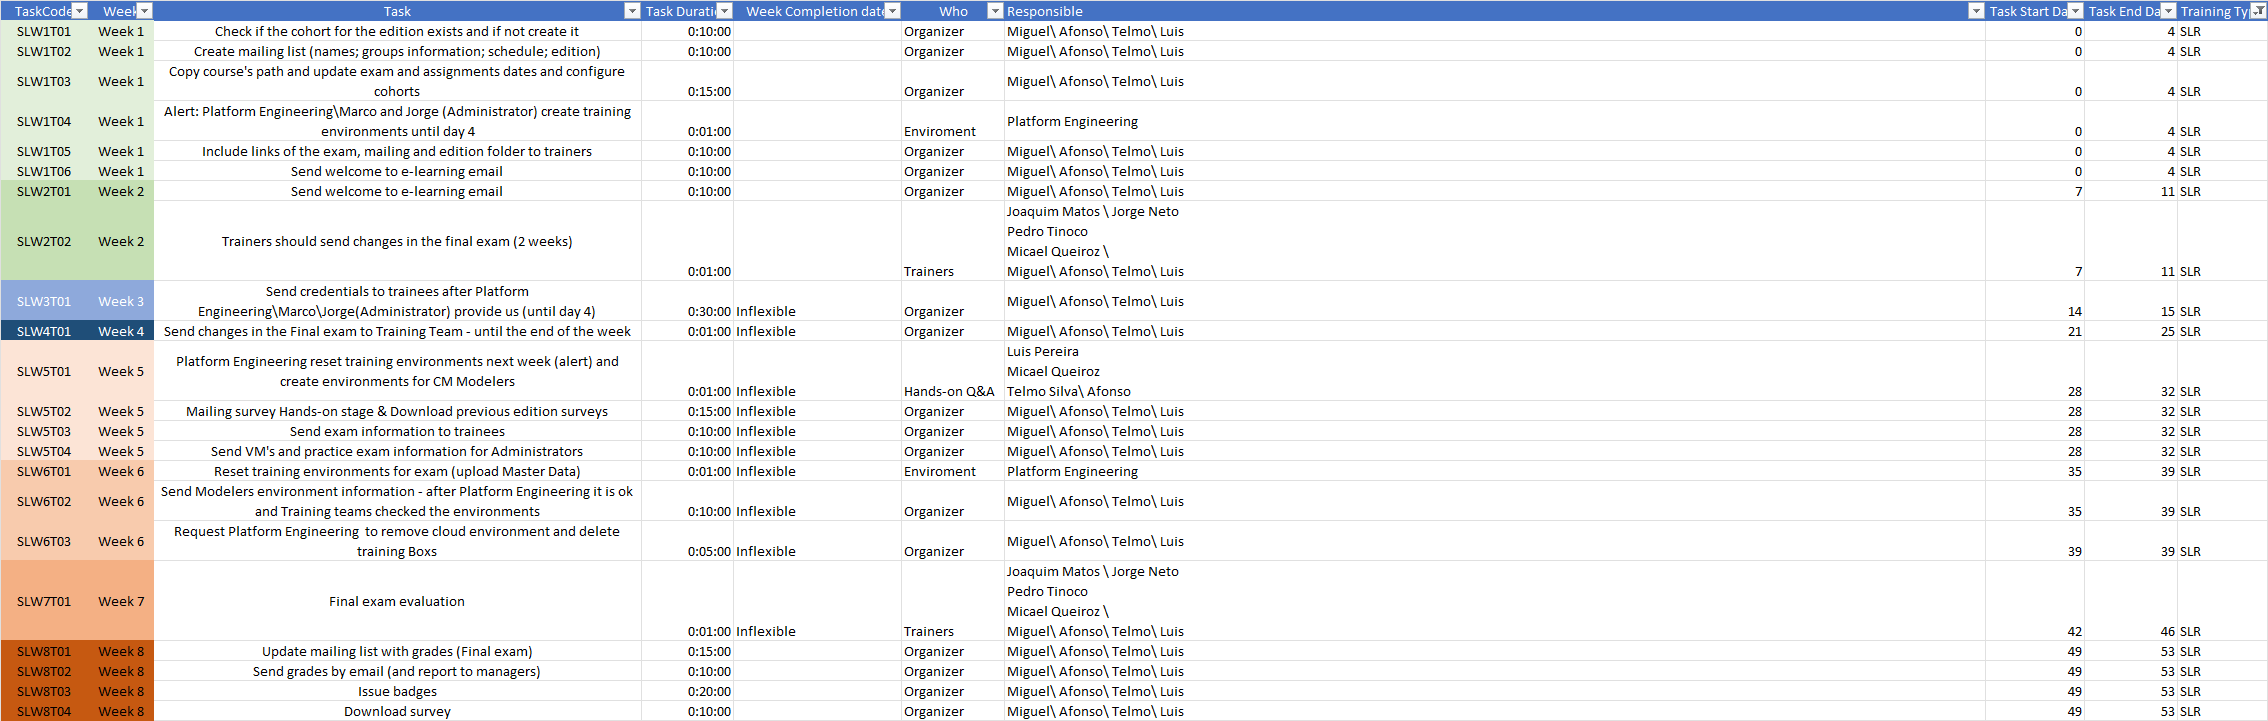 TaskCode Week Task Task Durati Week Completion date Who Responsible Task Start Da Task End Da Training Ty
SLW1T01 Week 1 Check if the cohort for the edition exists and if not create it 0:10:00 Organizer Miguel\ Afonso\ Telmo\ Luis 0 4 SLR
SLW1T02 Week 1 Create mailing list (names; groups information; schedule; edition) 0:10:00 Organizer Miguel\ Afonso\ Telmo\ Luis 0 4 SLR
Copy course's path and update exam and assignments dates and configure
SLW1T03 Week 1 cohorts 0:15:00 Organizer Miguel\ Afonso\ Telmo\ Luis 0 4 SLR
Alert: Platform Engineering\Marco and Jorge (Administrator) create training
SLW1T04 Week 1 environments until day 4 0:01:00 Enviroment Platform Engineering 0 4 SLR
SLW1T05 Week 1 Include links of the exam, mailing and edition folder to trainers 0:10:00 Organizer Miguel\ Afonso\ Telmo\ Luis 0 4 SLR
SLW1T06 Week 1 Send welcome to e-learning email 0:10:00 Organizer Miguel\ Afonso\ Telmo\ Luis 0 4 SLR
SLW2T01 Week 2 Send welcome to e-learning email 0:10:00 Organizer Miguel\ Afonso\ Telmo\ Luis 7 11 SLR
Joaquim Matos \ Jorge Neto
Pedro Tinoco
SLW2T02 Week 2 Trainers should send changes in the final exam (2 weeks) Micael Queiroz \
0:01:00 Trainers Miguel\ Afonso\ Telmo\ Luis 7 11 SLR
Send credentials to trainees after Platform
SLW3T01 Week 3 Engineering\Marco\Jorge(Administrator) provide us (until day 4) 0:30:00 Inflexible Organizer Miguel\ Afonso\ Telmo\ Luis 14 15 SLR
SLW4T01 Week 4 Send changes in the Final exam to Training Team - until the end of the week 0:01:00 Inflexible Organizer Miguel\ Afonso\ Telmo\ Luis 21 25 SLR
Luis Pereira
Platform Engineering reset training environments next week (alert) and
SLW5T01 Week 5 create environments for CM Modelers Micael Queiroz
0:01:00 Inflexible Hands-on Q&A Telmo Silva\ Afonso 28 32 SLR
SLW5T02 Week 5 Mailing survey Hands-on stage & Download previous edition surveys 0:15:00 Inflexible Organizer Miguel\ Afonso\ Telmo\ Luis 28 32 SLR
SLW5T03 Week 5 Send exam information to trainees 0:10:00 Inflexible Organizer Miguel\ Afonso\ Telmo\ Luis 28 32 SLR
SLW5T04 Week 5 Send VM's and practice exam information for Administrators 0:10:00 Inflexible Organizer Miguel\ Afonso\ Telmo\ Luis 28 32 SLR
SLW6T01 Week 6 Reset training environments for exam (upload Master Data) 0:01:00 Inflexible Enviroment Platform Engineering 35 39 SLR
Send Modelers environment information - after Platform Engineering it is ok
SLW6T02 Week 6 and Training teams checked the environments 0:10:00 Inflexible Organizer Miguel\ Afonso\ Telmo\ Luis 35 39 SLR
Request Platform Engineering to remove cloud environment and delete
SLW6T03 Week 6 training Boxs 0:05:00 Inflexible Organizer Miguel\ Afonso\ Telmo\ Luis 39 39 SLR
Joaquim Matos \ Jorge Neto
Pedro Tinoco
SLW7T01 Week 7 Final exam evaluation Micael Queiroz \
0:01:00 Inflexible Trainers Miguel\ Afonso\ Telmo\ Luis 42 46 SLR
SLW8T01 Week 8 Update mailing list with grades (Final exam) 0:15:00 Organizer Miguel\ Afonso\ Telmo\ Luis 49 53 SLR
SLW8T02 Week 8 Send grades by email (and report to managers) 0:10:00 Organizer Miguel\ Afonso\ Telmo\ Luis 49 53 SLR
SLW8T03 Week 8 Issue badges 0:20:00 Organizer Miguel\ Afonso\ Telmo\ Luis 49 53 SLR
SLW8T04 Week 8 Download survey 0:10:00 Organizer Miguel\ Afonso\ Telmo\ Luis 49 53 SLR